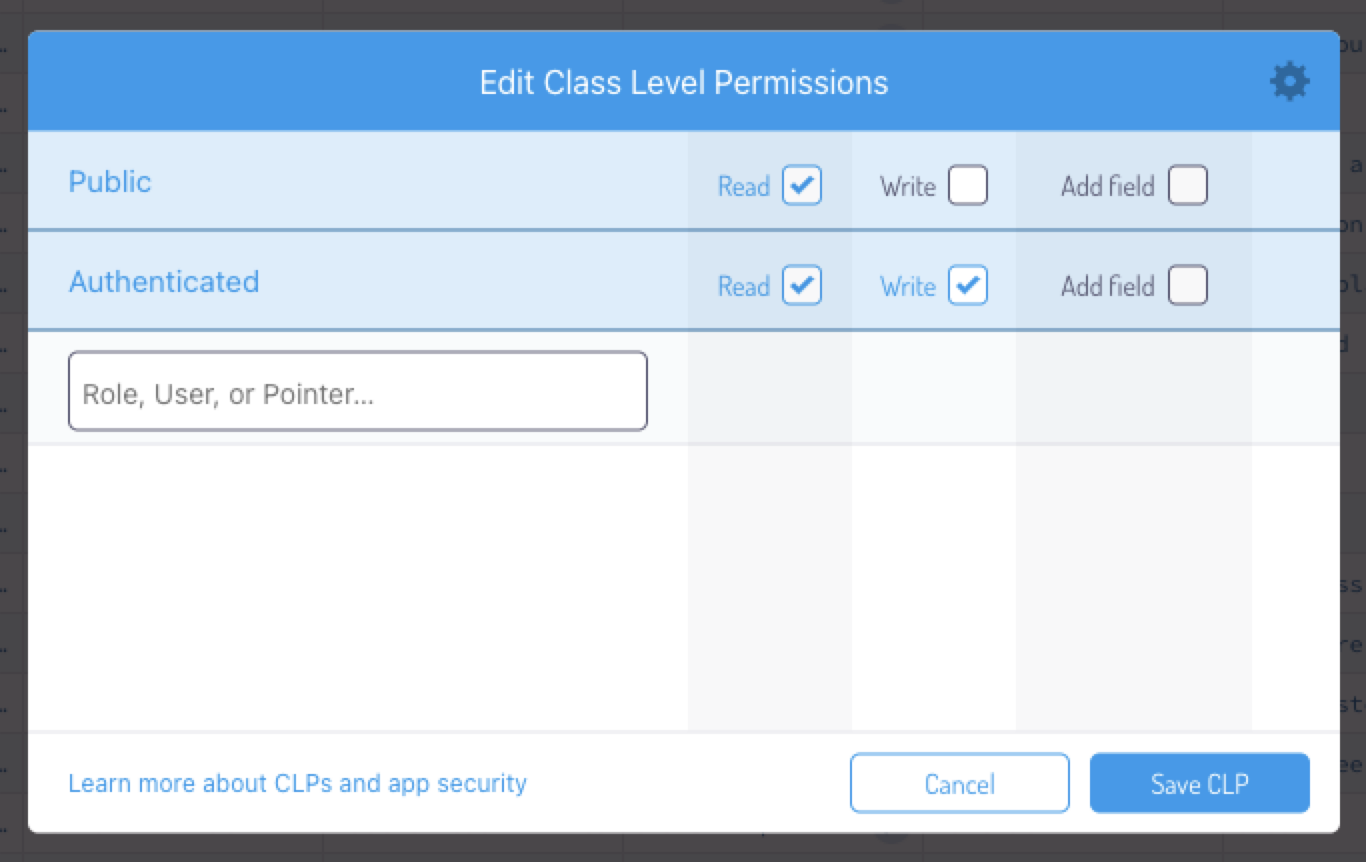 Edit Class Level Permissions
Public Read Write Add field
Authenticated Read Write Add field
Role, User, or Pointer...
Learn more about CLPs and app security Cancel Save CLP